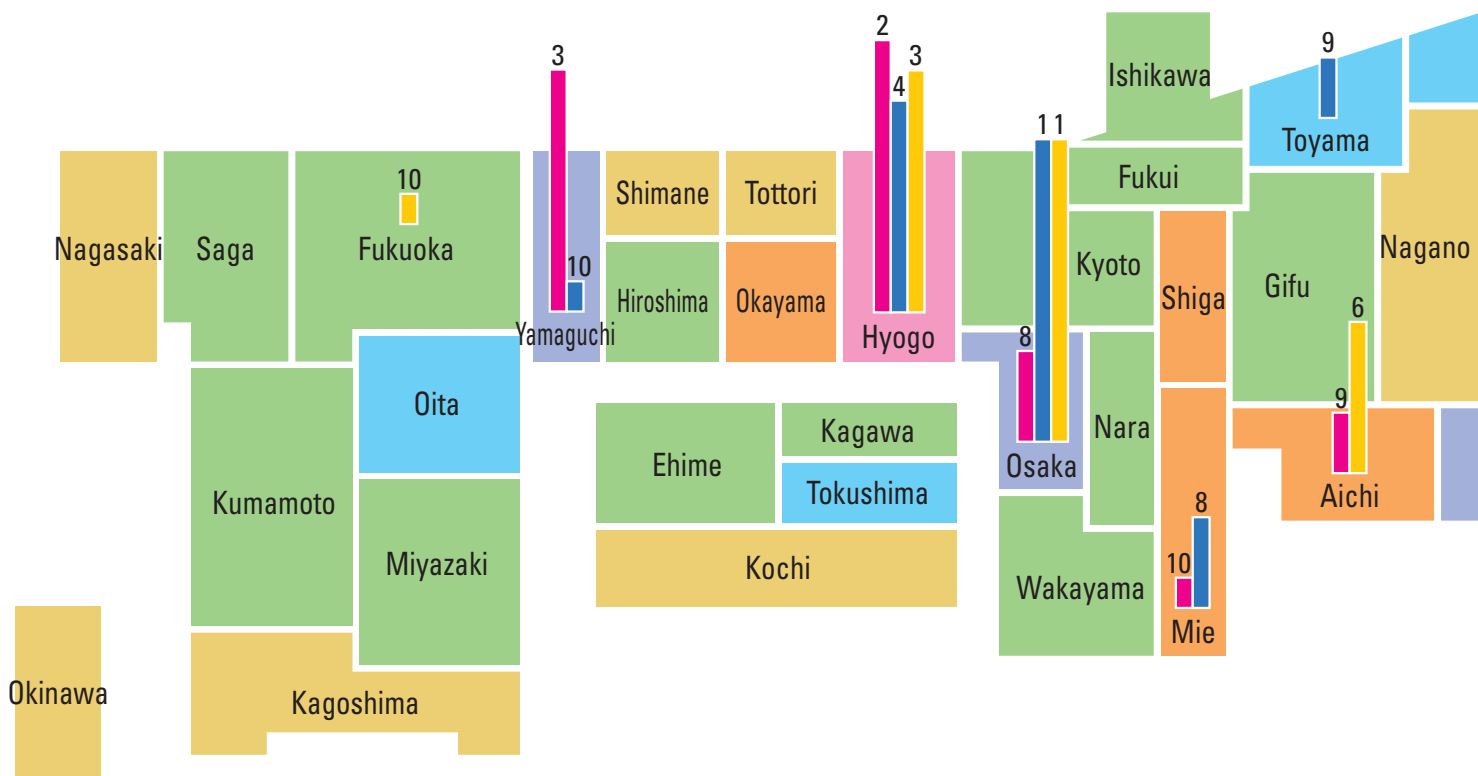 2
3
3
9
4
Ishikawa
1 1
Toyama
Fukui
10
Shimane
Tottori
Nagasaki
Saga
Fukuoka
Kyoto
Nagano
10
Hiroshima
Okayama
Shiga
Gifu
Yamaguchi
Hyogo
6
8
Oita
9
Kagawa
Nara
Ehime
Osaka
Tokushima
Aichi
Kumamoto
8
Miyazaki
Kochi
10
Wakayama
Mie
Okinawa
Kagoshima